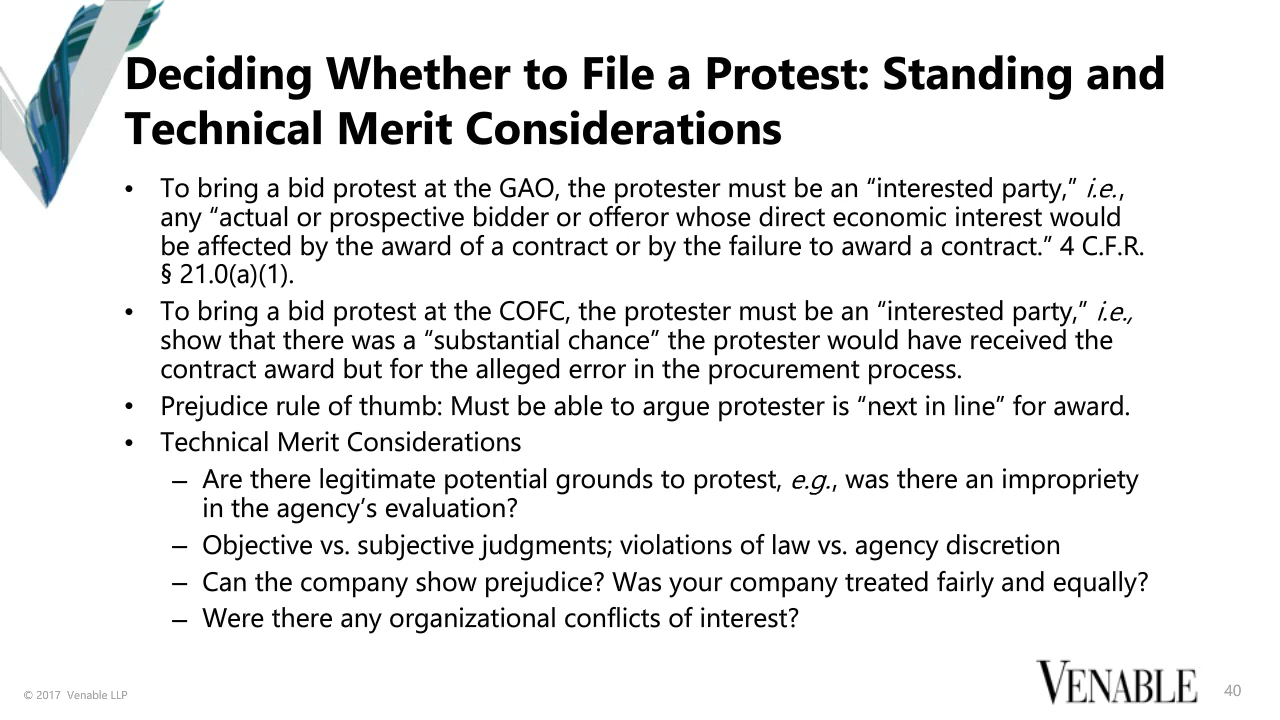 Deciding Whether to File a Protest: Standing and
Technical Merit Considerations
• To bring a bid protest at the GAO, the protester must be an “interested party,” i.e.,
any “actual or prospective bidder or offeror whose direct economic interest would
be affected by the award of a contract or by the failure to award a contract.” 4 C.F.R.
§ 21.0(a)(1).
• To bring a bid protest at the COFC, the protester must be an “interested party,” i.e.,
show that there was a “substantial chance” the protester would have received the
contract award but for the alleged error in the procurement process.
• Prejudice rule of thumb: Must be able to argue protester is “next in line” for award.
• Technical Merit Considerations
– Are there legitimate potential grounds to protest, e.g., was there an impropriety
in the agency’s evaluation?
– Objective vs. subjective judgments; violations of law vs. agency discretion
– Can the company show prejudice? Was your company treated fairly and equally?
– Were there any organizational conflicts of interest?
© 2017 Venable LLP
VENABLE
40